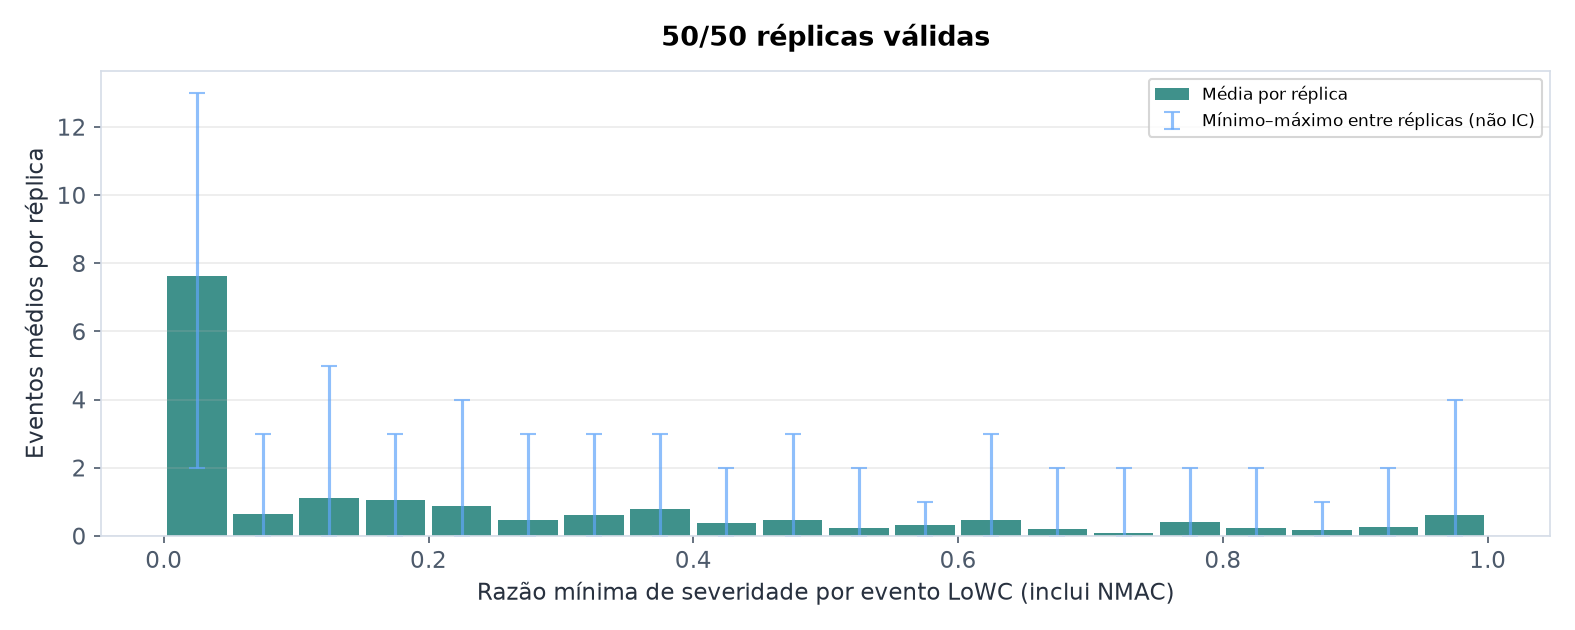 50/50 réplicas válidas
Média por réplica
Mínimo–máximo entre réplicas (não IC)
Eventos médios por réplica
12
10
8
6
4
2
0
0.0 0.2 0.4 0.6 0.8 1.0
Razão mínima de severidade por evento LoWC (inclui NMAC)